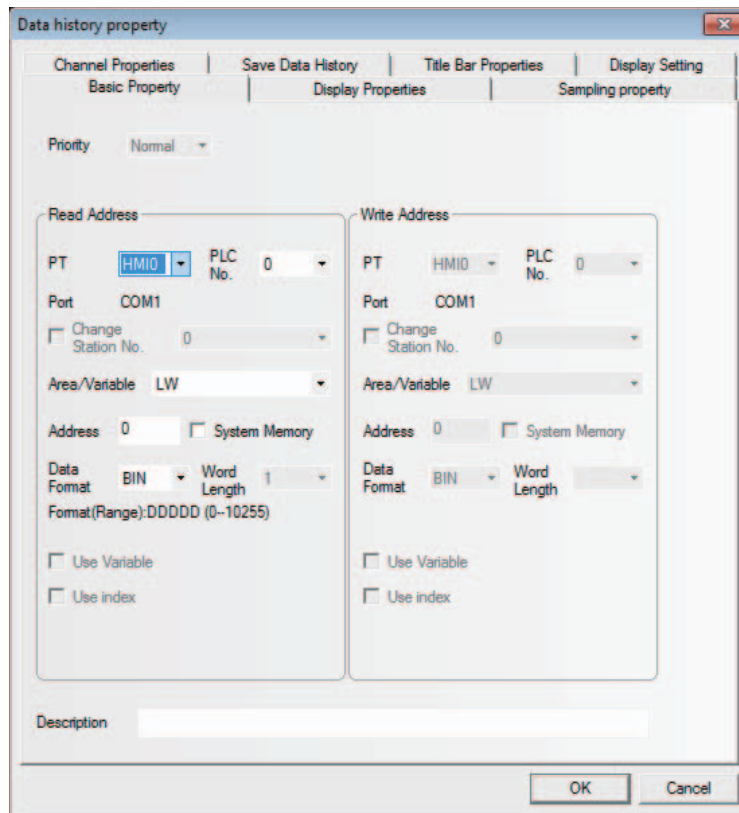 Data history property
Channel Properties Save Data History Title Bar Properties Display Setting
Basic Property Display Properties Sampling property
Priority Normal
Read Address Write Address
PT HMI0 PLC No. 0 PT HMI0 PLC No. 0
Port COM1 Port COM1
Change Station No. 0 Change Station No. 0
Area/Variable LW Area/Variable LW
Address 0 System Memory Address 0 System Memory
Data Format BIN Word Length 1 Data Format BIN Word Length
Format(Range):DDDDD (0--10255)
Use Variable Use Variable
Use index Use index
Description
OK Cancel